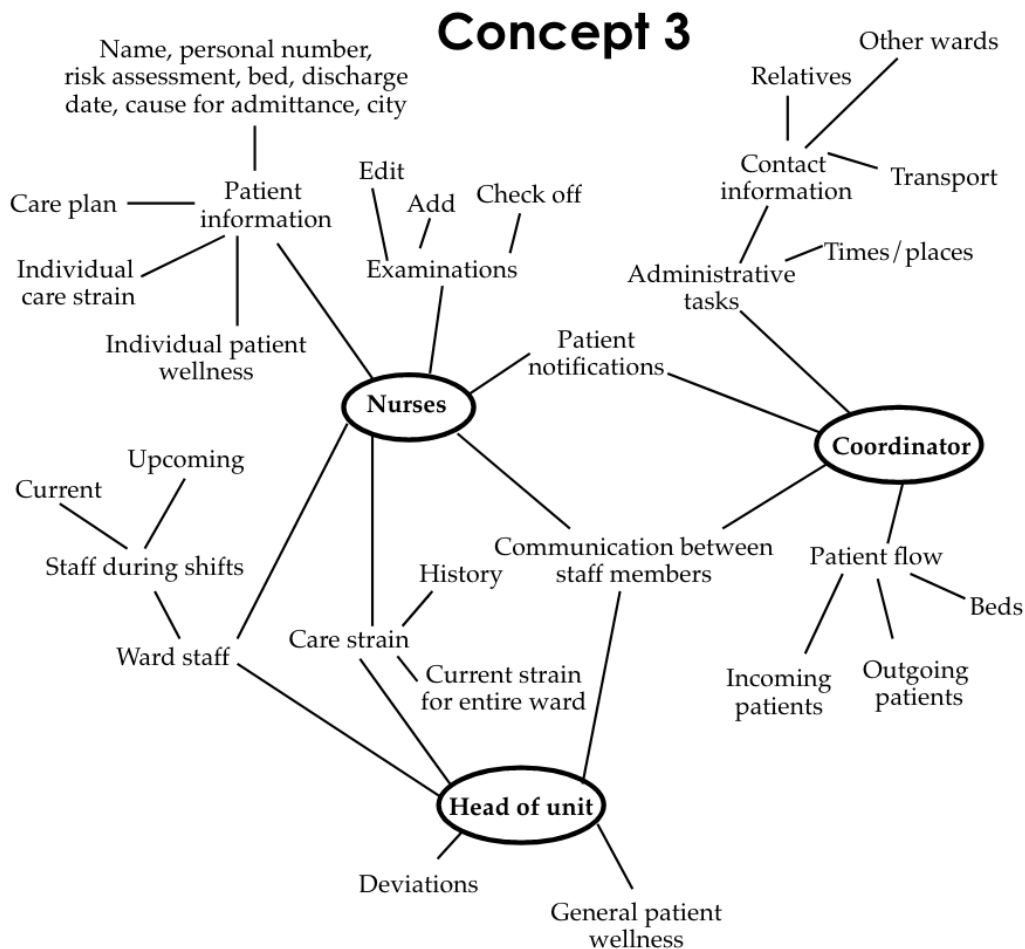 Concept 3
Name, personal number,
risk assessment, bed, discharge
date, cause for admittance, city
Other wards
Relatives
Contact
information
Transport
Edit
Add
Check off
Patient
information
Care plan
Individual
care strain
Individual patient
wellness
Examinations
Administrative
tasks
Times/places
Patient
notifications
Nurses
Coordinator
Upcoming
Current
Staff during shifts
Ward staff
Communication between
staff members
History
Care strain
Current strain
for entire ward
Patient flow
Beds
Incoming
patients
Outgoing
patients
Head of unit
Deviations
General patient
wellness